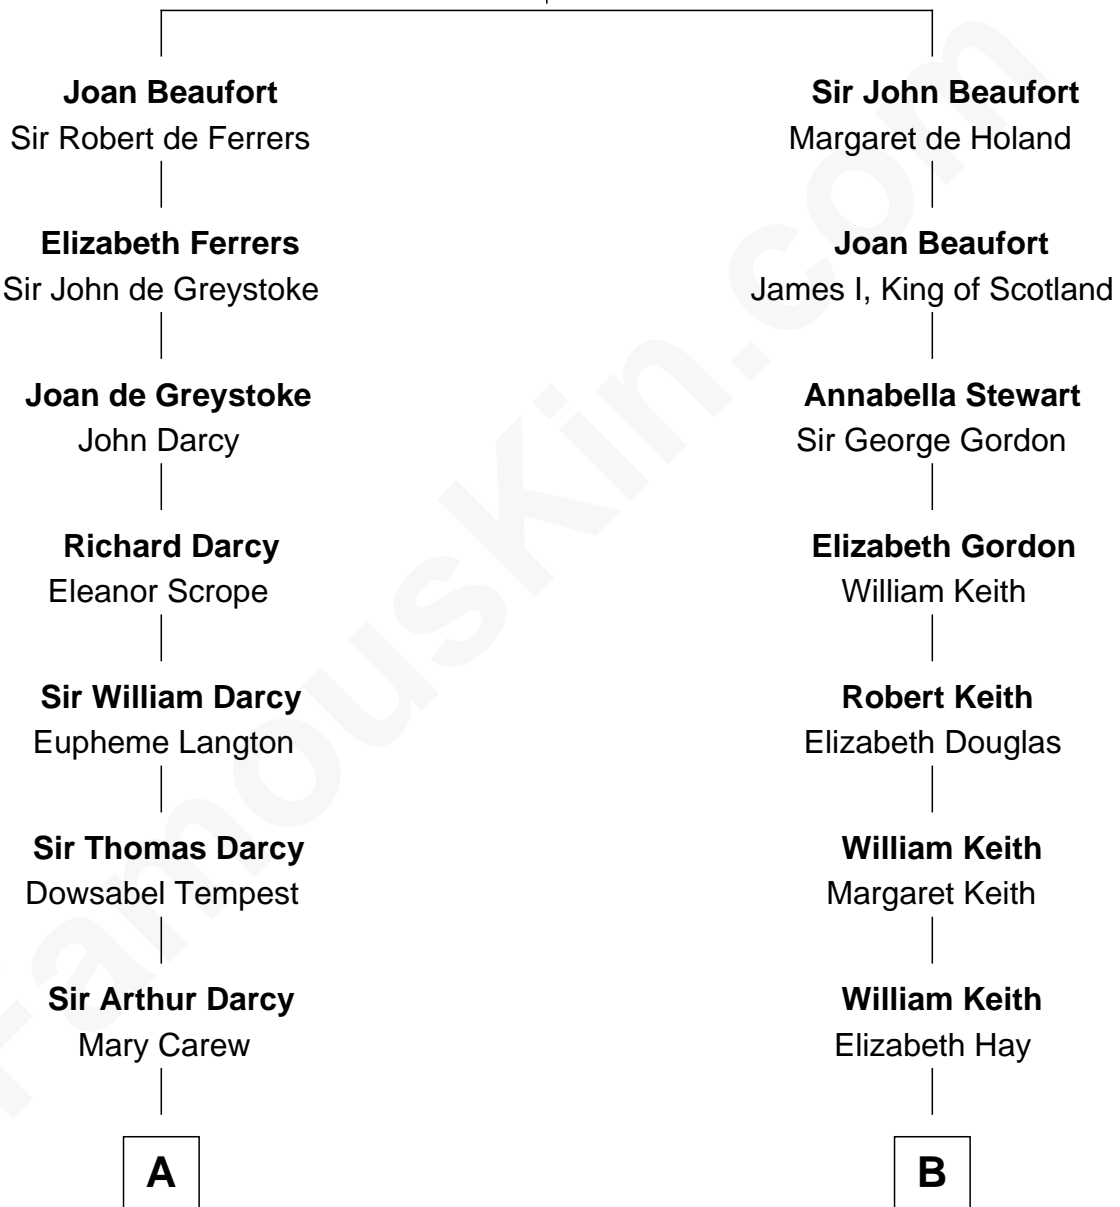 Joan Beaufort
Sir Robert de Ferrers
Elizabeth Ferrers
Sir John de Greystoke
Joan de Greystoke
John Darcy
Richard Darcy
Eleanor Scrope
Sir William Darcy
Eupheme Langton
Sir Thomas Darcy
Dowsabel Tempest
Sir Arthur Darcy
Mary Carew
A
Sir John Beaufort
Margaret de Holand
Joan Beaufort
James I, King of Scotland
Annabella Stewart
Sir George Gordon
Elizabeth Gordon
William Keith
Robert Keith
Elizabeth Douglas
William Keith
Margaret Keith
William Keith
Elizabeth Hay
B
FamousKin.com